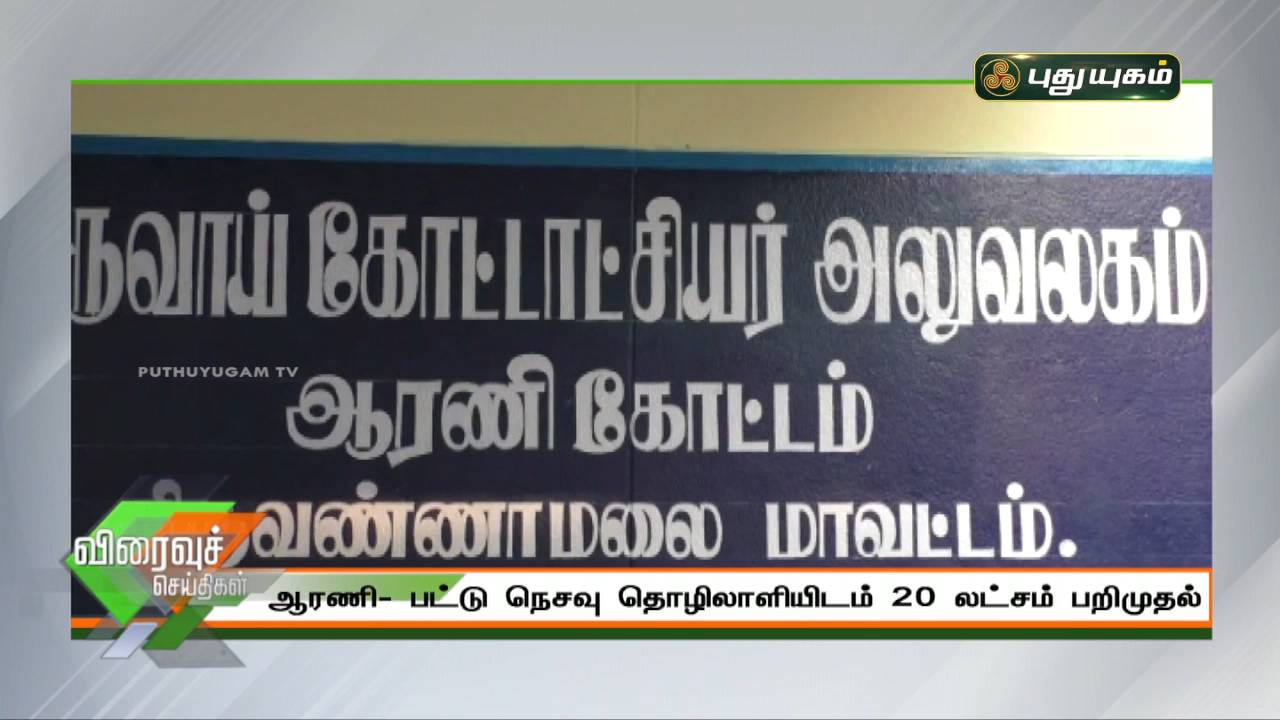 புதுயுகம்
ருவாய் கோட்டாட்சியர் அலுவலகம்
PUTHUYUGAM TV
ஆரணி கோட்டம்
வண்ணாமலை மாவட்டம்.
விரைவுச்
செய்திகள்
ஆரணி- பட்டு நெசவு தொழிலாளியிடம் 20 லட்சம் பறிமுதல்